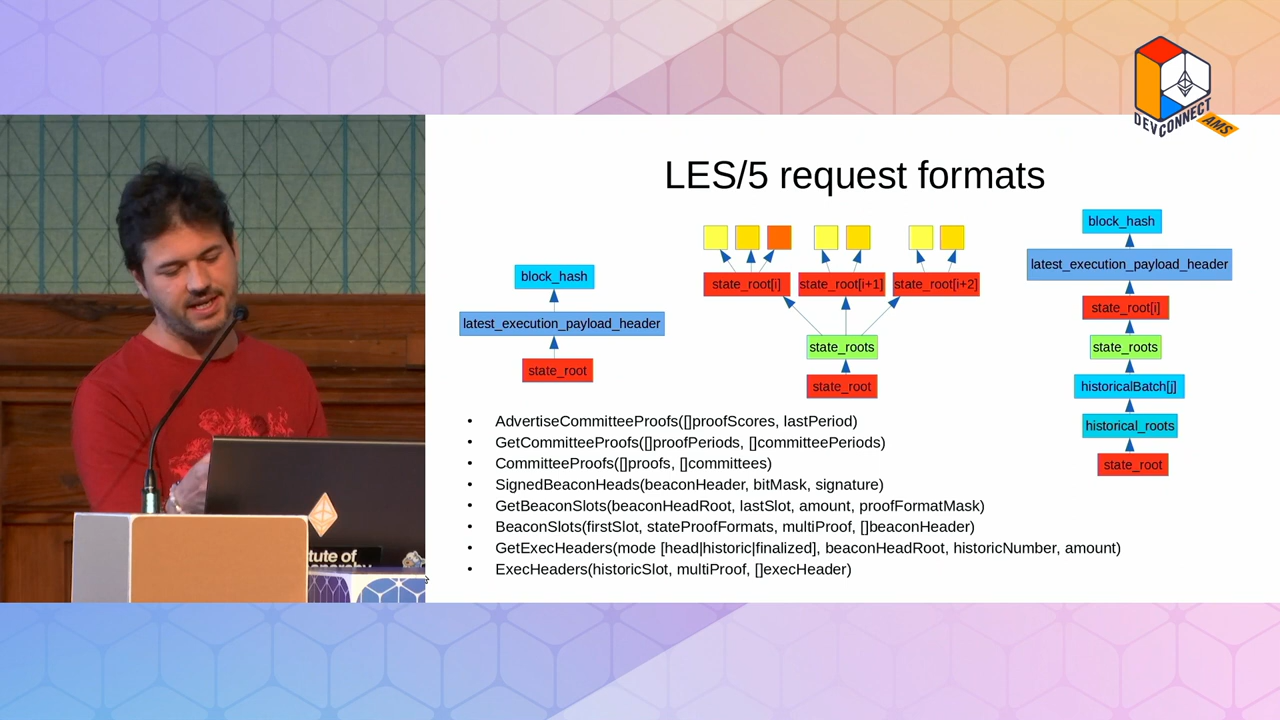 DEVCONNECT
AMS
LES/5 request formats
block_hash
latest_execution_payload_header
state_root
state_root[i]
state_root[i+1]
state_root[i+2]
state_roots
state_root
block_hash
latest_execution_payload_header
state_root[i]
state_roots
historicalBatch[j]
historical_roots
state_root
• AdvertiseCommitteeProofs([]proofScores, lastPeriod)
• GetCommitteeProofs([]proofPeriods, []committeePeriods)
• CommitteeProofs([]proofs, []committees)
• SignedBeaconHeads(beaconHeader, bitMask, signature)
• GetBeaconSlots(beaconHeadRoot, lastSlot, amount, proofFormatMask)
• BeaconSlots(firstSlot, stateProofFormats, multiProof, []beaconHeader)
• GetExecHeaders(mode [head|historic|finalized], beaconHeadRoot, historicNumber, amount)
• ExecHeaders(historicSlot, multiProof, []execHeader)
tute of